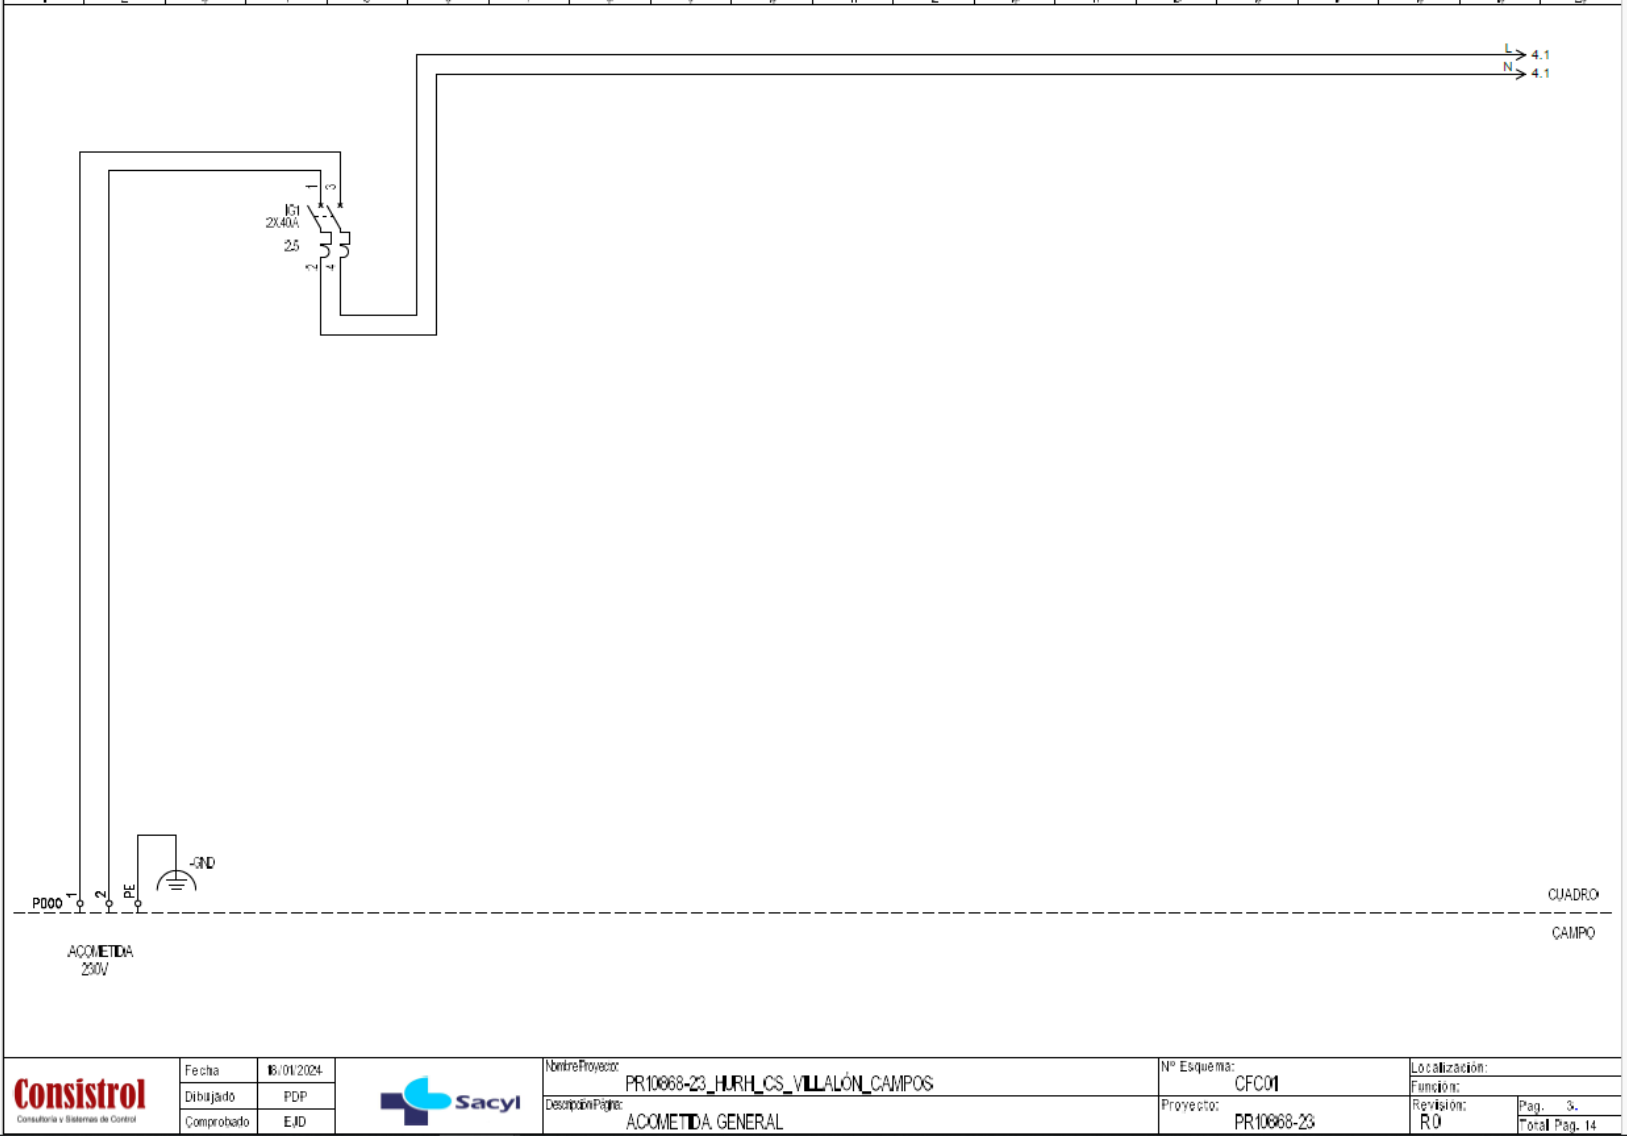 L 4.1
N 4.1
1 3
IG1
2X40A
25
2 4
-GND
P000 1 2 PE
CUADRO
CAMPO
ACOMETIDA
230V
Consistrol
Consultoría y Sistemas de Control
Fecha 18/01/2024
Dibujado PDP
Comprobado EJD
Sacyl
Nombre Proyecto:
PR10868-23_HURH_CS_VILLALÓN_CAMPOS
Descripción Página:
ACOMETIDA GENERAL
Nº Esquema:
CFC01
Proyecto:
PR10868-23
Localización:
Función:
Revisión:
R0
Pag. 3.
Total Pag. 14